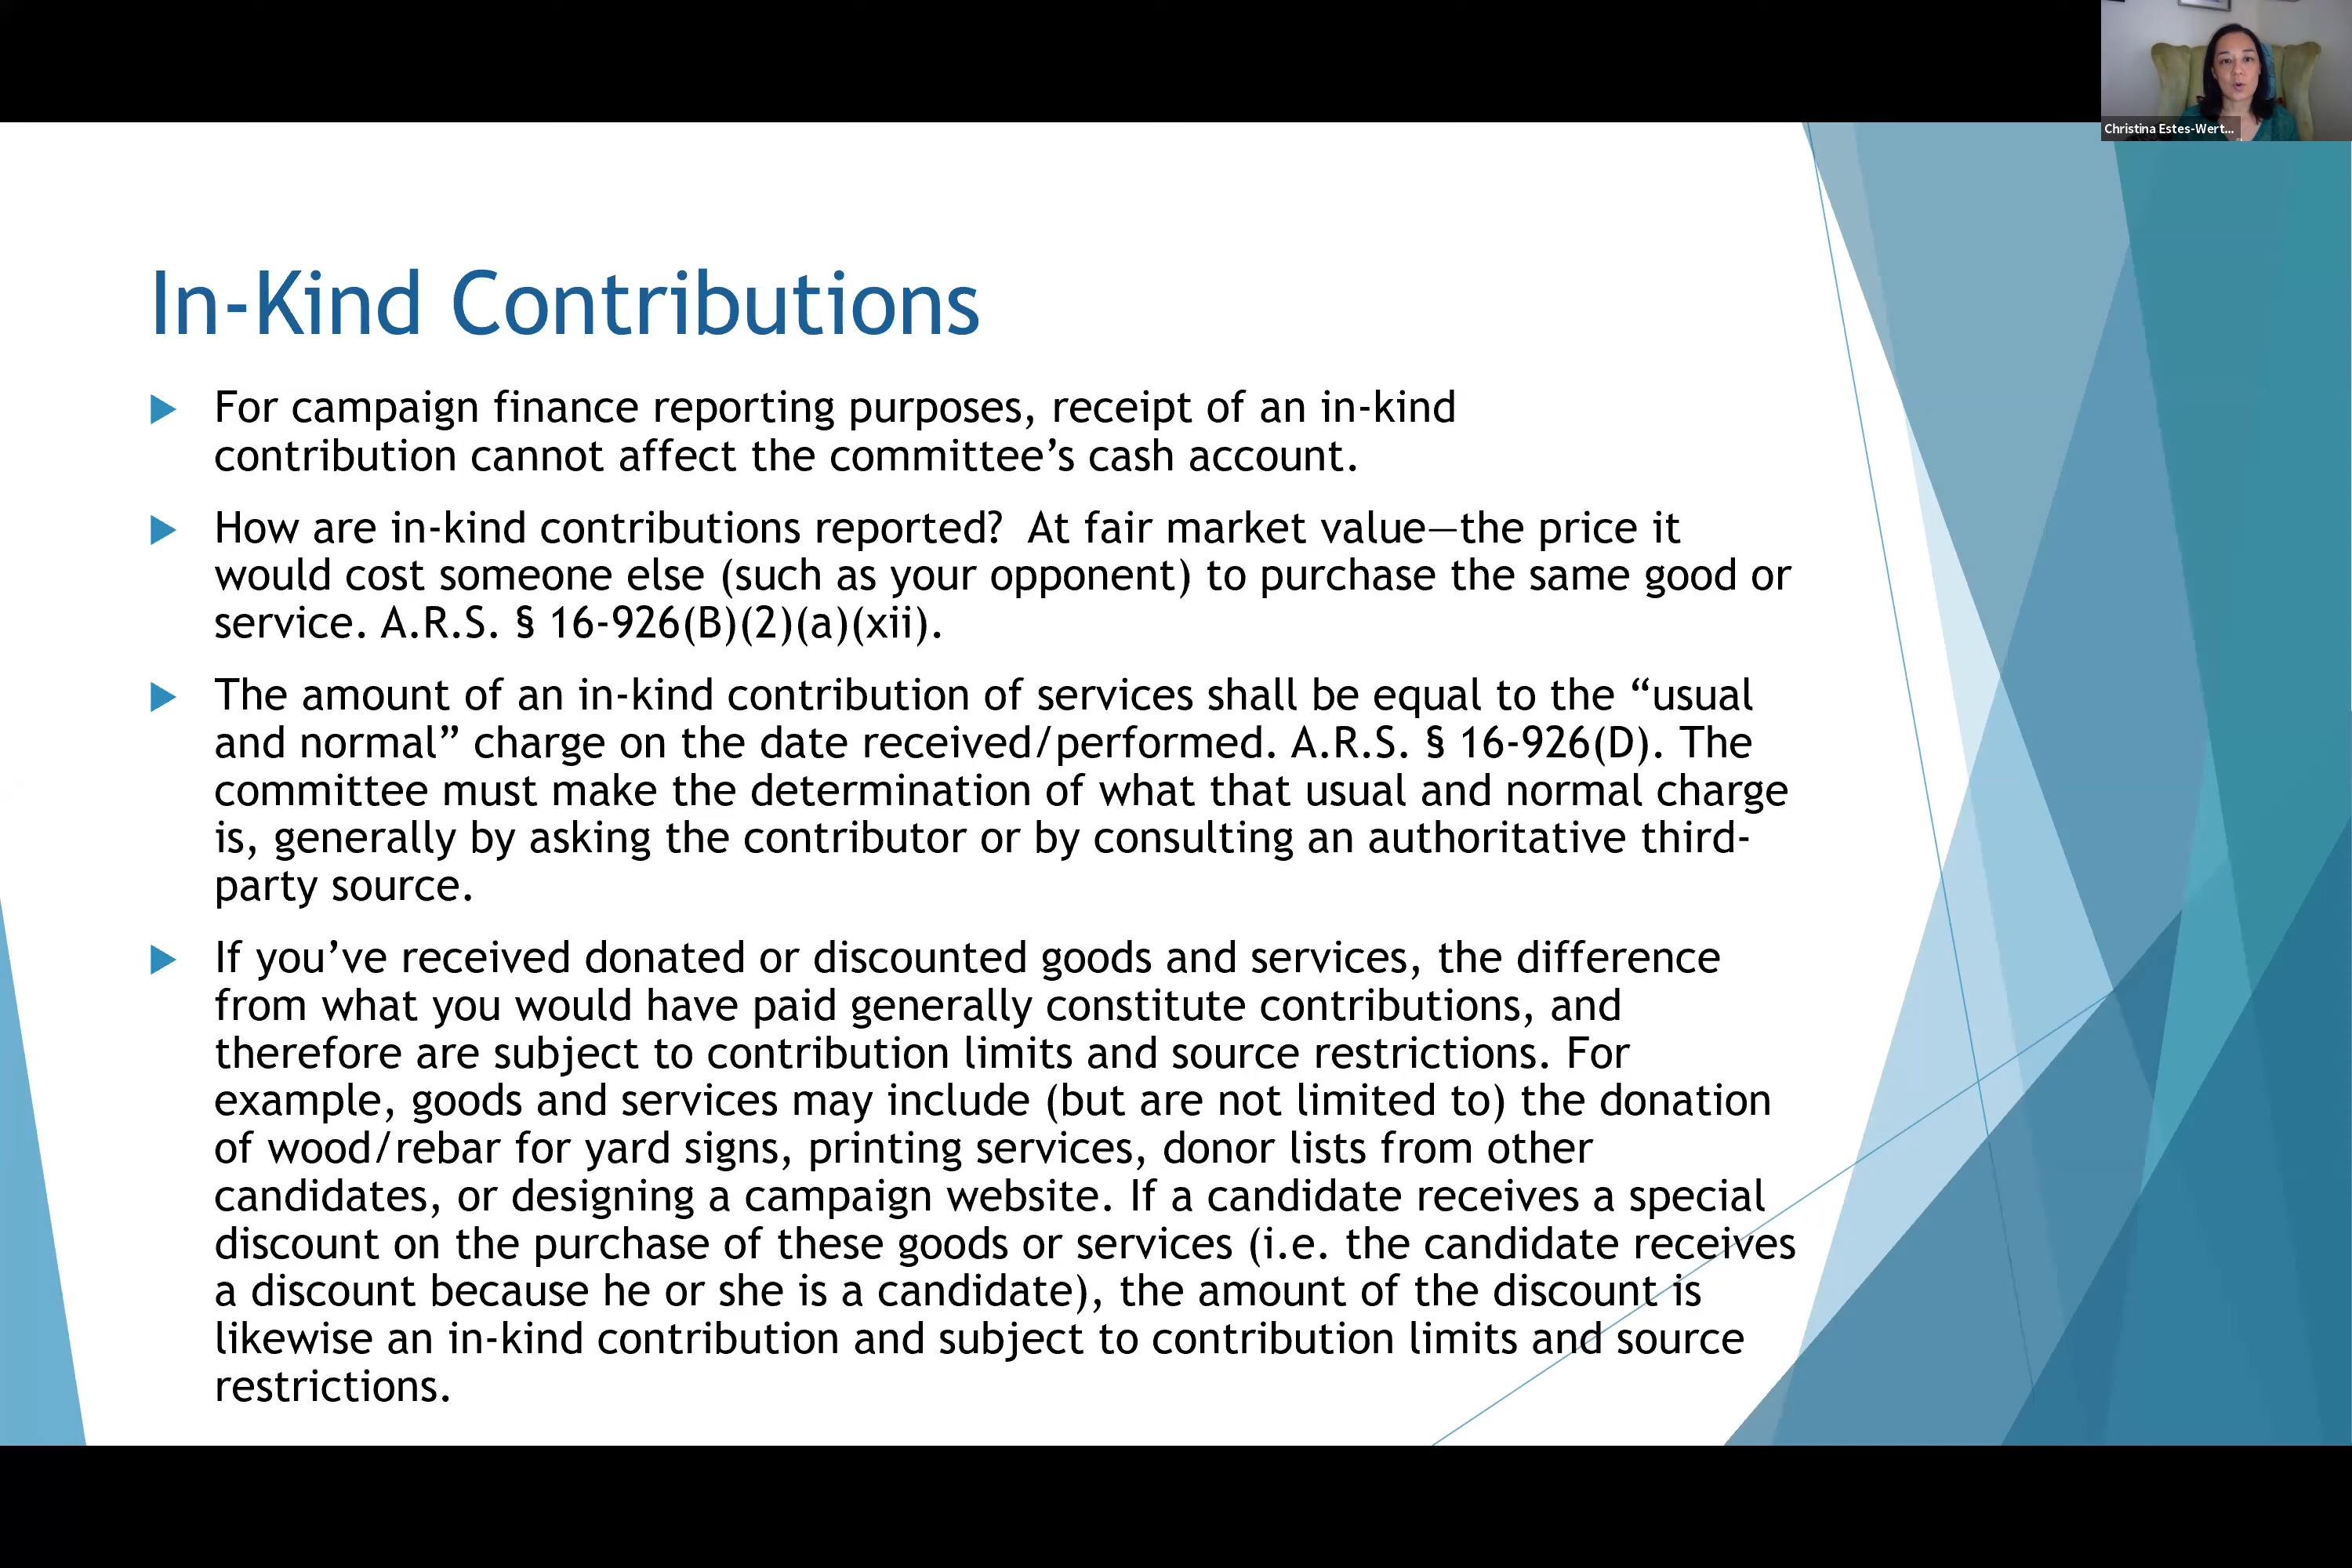 Christina Estes-Wert...
In-Kind Contributions
For campaign finance reporting purposes, receipt of an in-kind
contribution cannot affect the committee’s cash account.
How are in-kind contributions reported?  At fair market value—the price it
would cost someone else (such as your opponent) to purchase the same good or
service. A.R.S. § 16-926(B)(2)(a)(xii).
The amount of an in-kind contribution of services shall be equal to the “usual
and normal” charge on the date received/performed. A.R.S. § 16-926(D). The
committee must make the determination of what that usual and normal charge
is, generally by asking the contributor or by consulting an authoritative third-
party source.
If you’ve received donated or discounted goods and services, the difference
from what you would have paid generally constitute contributions, and
therefore are subject to contribution limits and source restrictions. For
example, goods and services may include (but are not limited to) the donation
of wood/rebar for yard signs, printing services, donor lists from other
candidates, or designing a campaign website. If a candidate receives a special
discount on the purchase of these goods or services (i.e. the candidate receives
a discount because he or she is a candidate), the amount of the discount is
likewise an in-kind contribution and subject to contribution limits and source
restrictions.